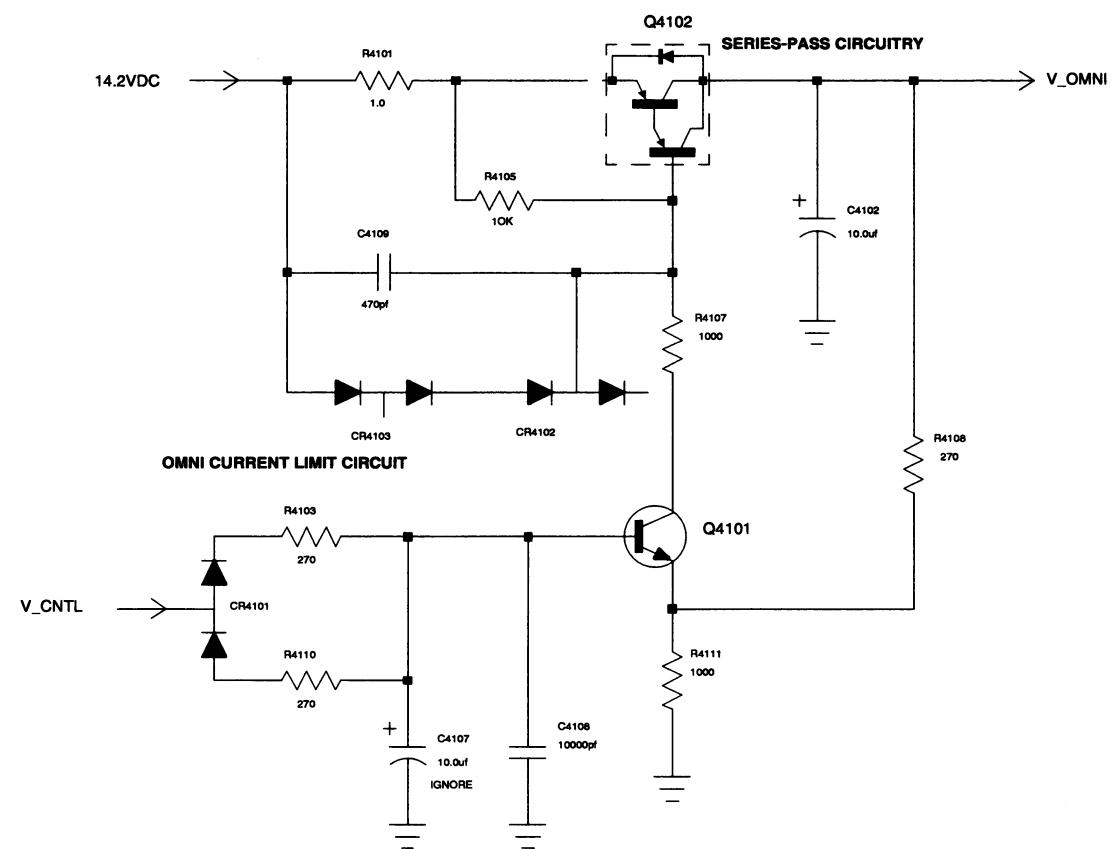 Q4102
SERIES-PASS CIRCUITRY
R4101
14.2VDC
1.0
V_OMNI
R4105
10K
C4109
470pf
+
C4102
10.0uf
R4107
1000
CR4103
CR4102
R4108
270
OMNI CURRENT LIMIT CIRCUIT
R4103
270
Q4101
V_CNTL
CR4101
R4110
270
R4111
1000
+
C4107
10.0uf
IGNORE
C4108
10000pf